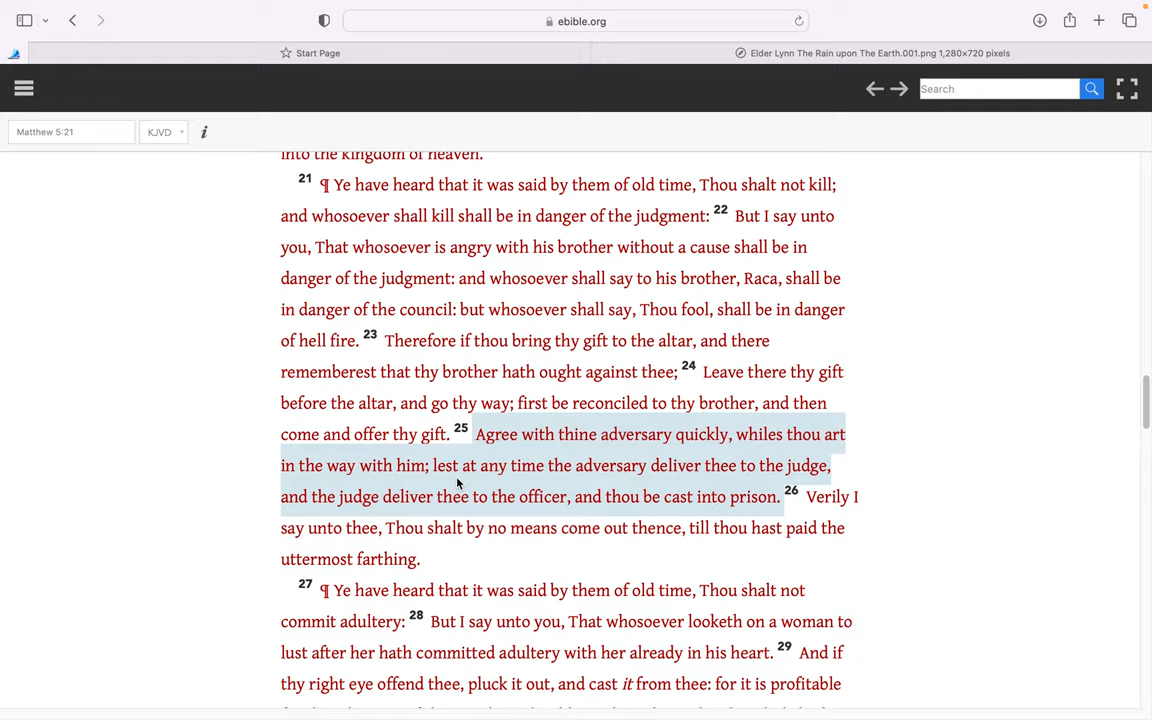 ebible.org
Start Page
Elder Lynn The Rain upon The Earth.001.png 1,280×720 pixels
Search
Matthew 5:21
KJVD
i
into the kingdom of heaven.
21 ¶ Ye have heard that it was said by them of old time, Thou shalt not kill;
and whosoever shall kill shall be in danger of the judgment: 22 But I say unto
you, That whosoever is angry with his brother without a cause shall be in
danger of the judgment: and whosoever shall say to his brother, Raca, shall be
in danger of the council: but whosoever shall say, Thou fool, shall be in danger
of hell fire. 23 Therefore if thou bring thy gift to the altar, and there
rememberest that thy brother hath ought against thee; 24 Leave there thy gift
before the altar, and go thy way; first be reconciled to thy brother, and then
come and offer thy gift. 25 Agree with thine adversary quickly, whiles thou art
in the way with him; lest at any time the adversary deliver thee to the judge,
and the judge deliver thee to the officer, and thou be cast into prison. 26 Verily I
say unto thee, Thou shalt by no means come out thence, till thou hast paid the
uttermost farthing.
27 ¶ Ye have heard that it was said by them of old time, Thou shalt not
commit adultery: 28 But I say unto you, That whosoever looketh on a woman to
lust after her hath committed adultery with her already in his heart. 29 And if
thy right eye offend thee, pluck it out, and cast it from thee: for it is profitable